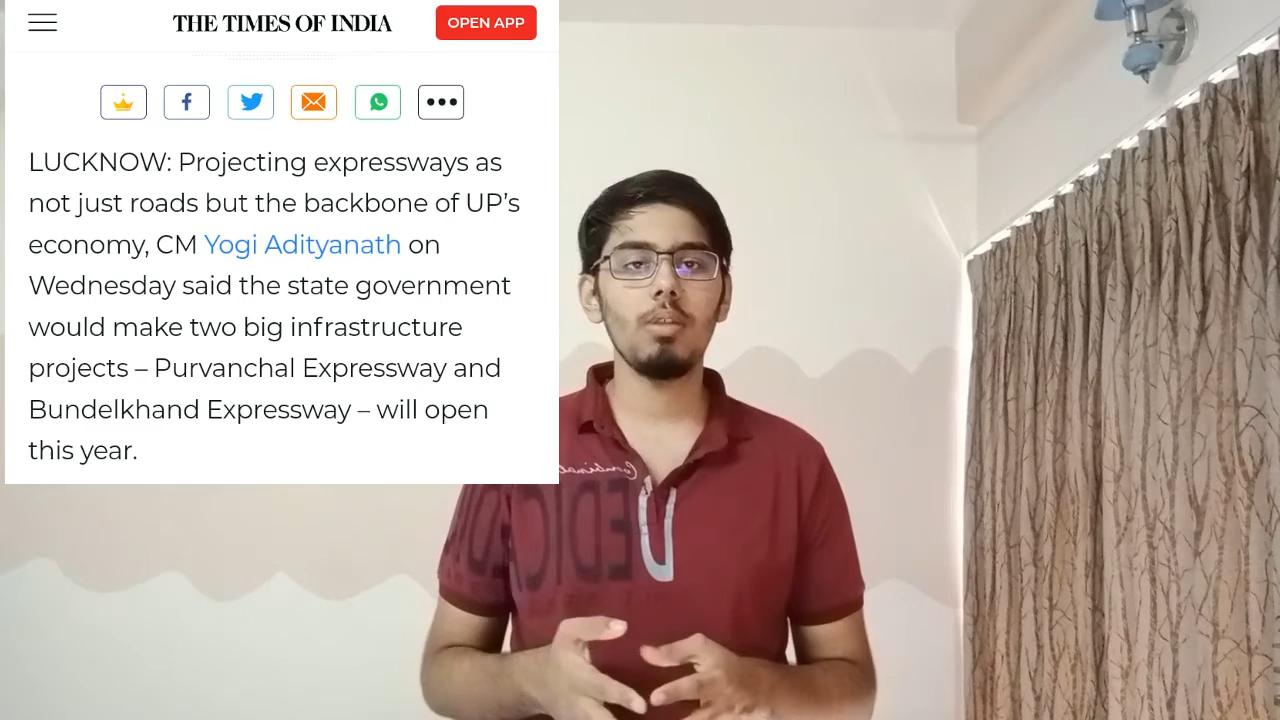 THE TIMES OF INDIA
OPEN APP
LUCKNOW: Projecting expressways as
not just roads but the backbone of UP’s
economy, CM Yogi Adityanath on
Wednesday said the state government
would make two big infrastructure
projects – Purvanchal Expressway and
Bundelkhand Expressway – will open
this year.